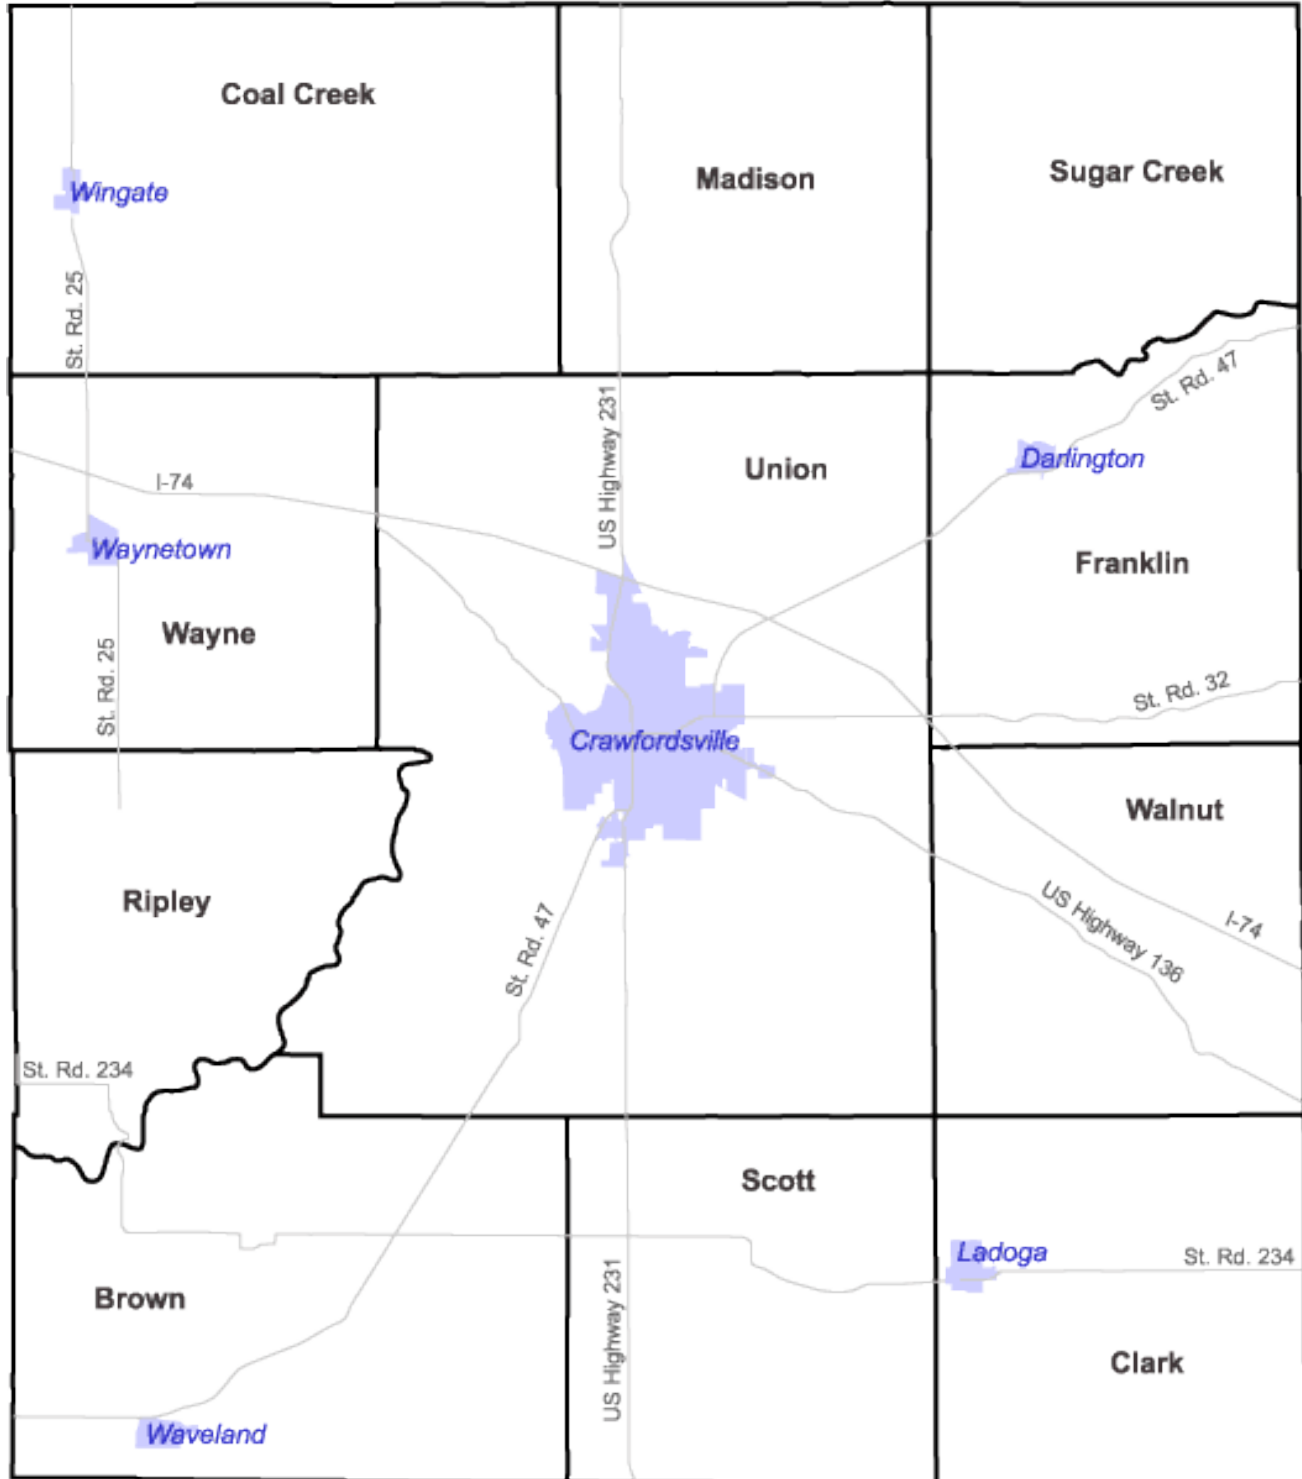 Coal Creek
Madison
Sugar Creek
Wingate
St. Rd. 25
St. Rd. 47
US Highway 231
Union
Darlington
I-74
Waynetown
Franklin
Wayne
St. Rd. 25
St. Rd. 32
Crawfordsville
Walnut
Ripley
US Highway 136
I-74
St. Rd. 47
St. Rd. 234
Scott
Ladoga
St. Rd. 234
Brown
US Highway 231
Clark
Waveland